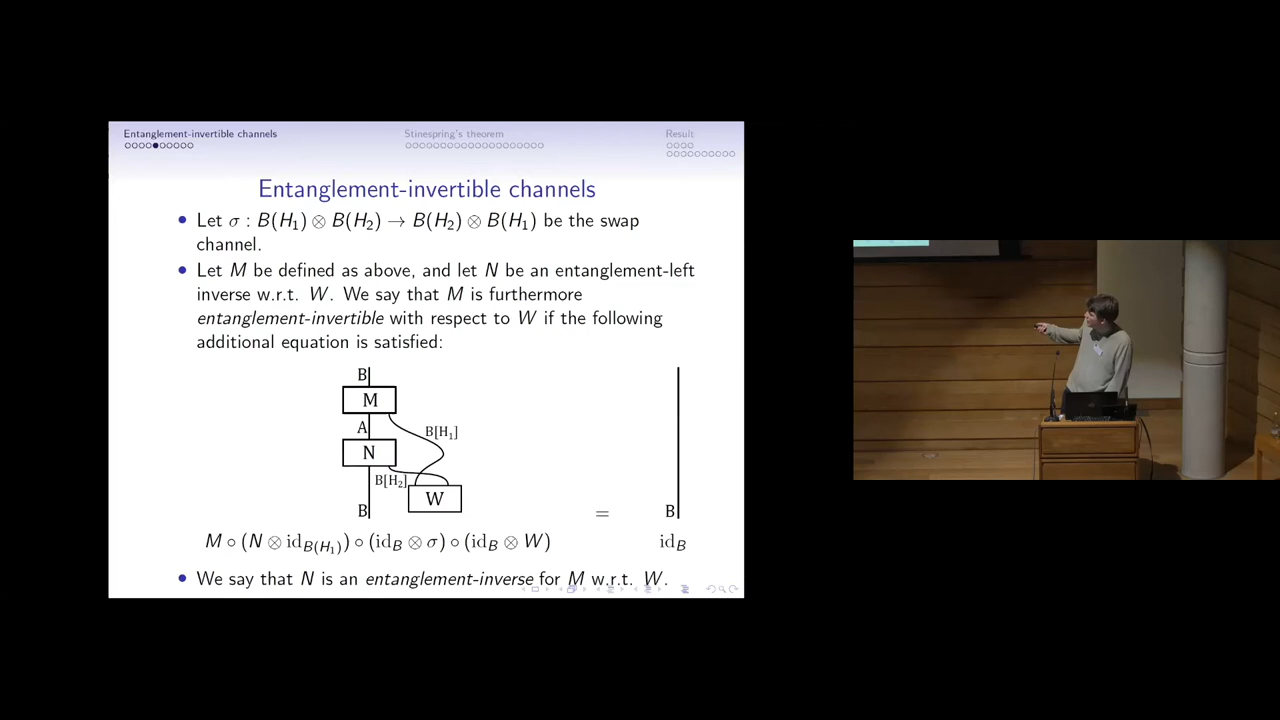 Entanglement-invertible channels Stinespring's theorem Result
Entanglement-invertible channels
• Let σ : B(H₁) ⊗ B(H₂) → B(H₂) ⊗ B(H₁) be the swap
channel.
• Let M be defined as above, and let N be an entanglement-left
inverse w.r.t. W. We say that M is furthermore
entanglement-invertible with respect to W if the following
additional equation is satisfied:
B
M
A B[H₁]
N
B[H₂] W
B = B
M ∘ (N ⊗ id_{B(H₁)}) ∘ (id_B ⊗ σ) ∘ (id_B ⊗ W) id_B
• We say that N is an entanglement-inverse for M w.r.t. W.